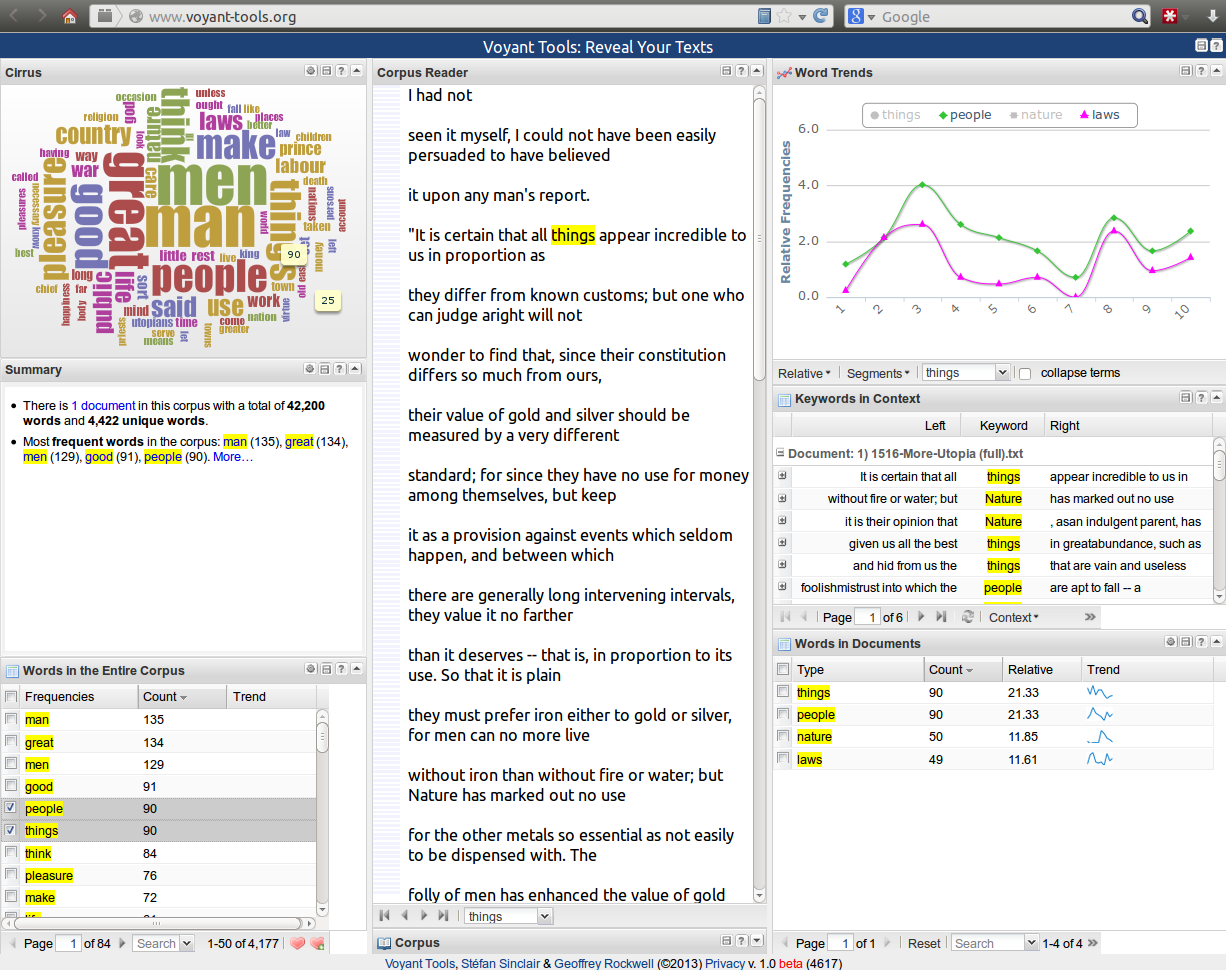 www.voyant-tools.org
Google
Voyant Tools: Reveal Your Texts
Cirrus
occasion
unless
ought
fall like
places
religion
god
think
laws
better
country
look
nature
make
law
children
prince
having
way
great
men
labour
called
war
care
death
pleasure
good
man
things
nations
persons
pleasures
necessary
know
world
taken
account
best
little rest
live
king
90
money
left
chief
long
far
life
sort
people
town
old
25
happiness
body
public
mind
said
use
work
virtue
priests
utopians time
come
nation
serve
let
towns
greater
means
Summary
There is 1 document in this corpus with a total of 42,200
words and 4,422 unique words.
Most frequent words in the corpus: man (135), great (134),
men (129), good (91), people (90). More…
Words in the Entire Corpus
Frequencies Count Trend
man 135
great 134
men 129
good 91
people 90
things 90
think 84
pleasure 76
make 72
Page 1 of 84 Search 1-50 of 4,177
Corpus Reader
I had not
seen it myself, I could not have been easily
persuaded to have believed
it upon any man's report.
"It is certain that all things appear incredible to
us in proportion as
they differ from known customs; but one who
can judge aright will not
wonder to find that, since their constitution
differs so much from ours,
their value of gold and silver should be
measured by a very different
standard; for since they have no use for money
among themselves, but keep
it as a provision against events which seldom
happen, and between which
there are generally long intervening intervals,
they value it no farther
than it deserves -- that is, in proportion to its
use. So that it is plain
they must prefer iron either to gold or silver,
for men can no more live
without iron than without fire or water; but
Nature has marked out no use
for the other metals so essential as not easily
to be dispensed with. The
folly of men has enhanced the value of gold
things
Corpus
Word Trends
things people nature laws
Relative Frequencies
6.0
4.0
2.0
0.0
1 2 3 4 5 6 7 8 9 10
Relative Segments things collapse terms
Keywords in Context
Left Keyword Right
Document: 1) 1516-More-Utopia (full).txt
It is certain that all things appear incredible to us in
without fire or water; but Nature has marked out no use
it is their opinion that Nature , asan indulgent parent, has
given us all the best things in greatabundance, such as
and hid from us the things that are vain and useless
foolishmistrust into which the people are apt to fall -- a
Page 1 of 6 Context
Words in Documents
Type Count Relative Trend
things 90 21.33
people 90 21.33
nature 50 11.85
laws 49 11.61
Page 1 of 1 Reset Search 1-4 of 4
Voyant Tools, Stéfan Sinclair & Geoffrey Rockwell (©2013) Privacy v. 1.0 beta (4617)